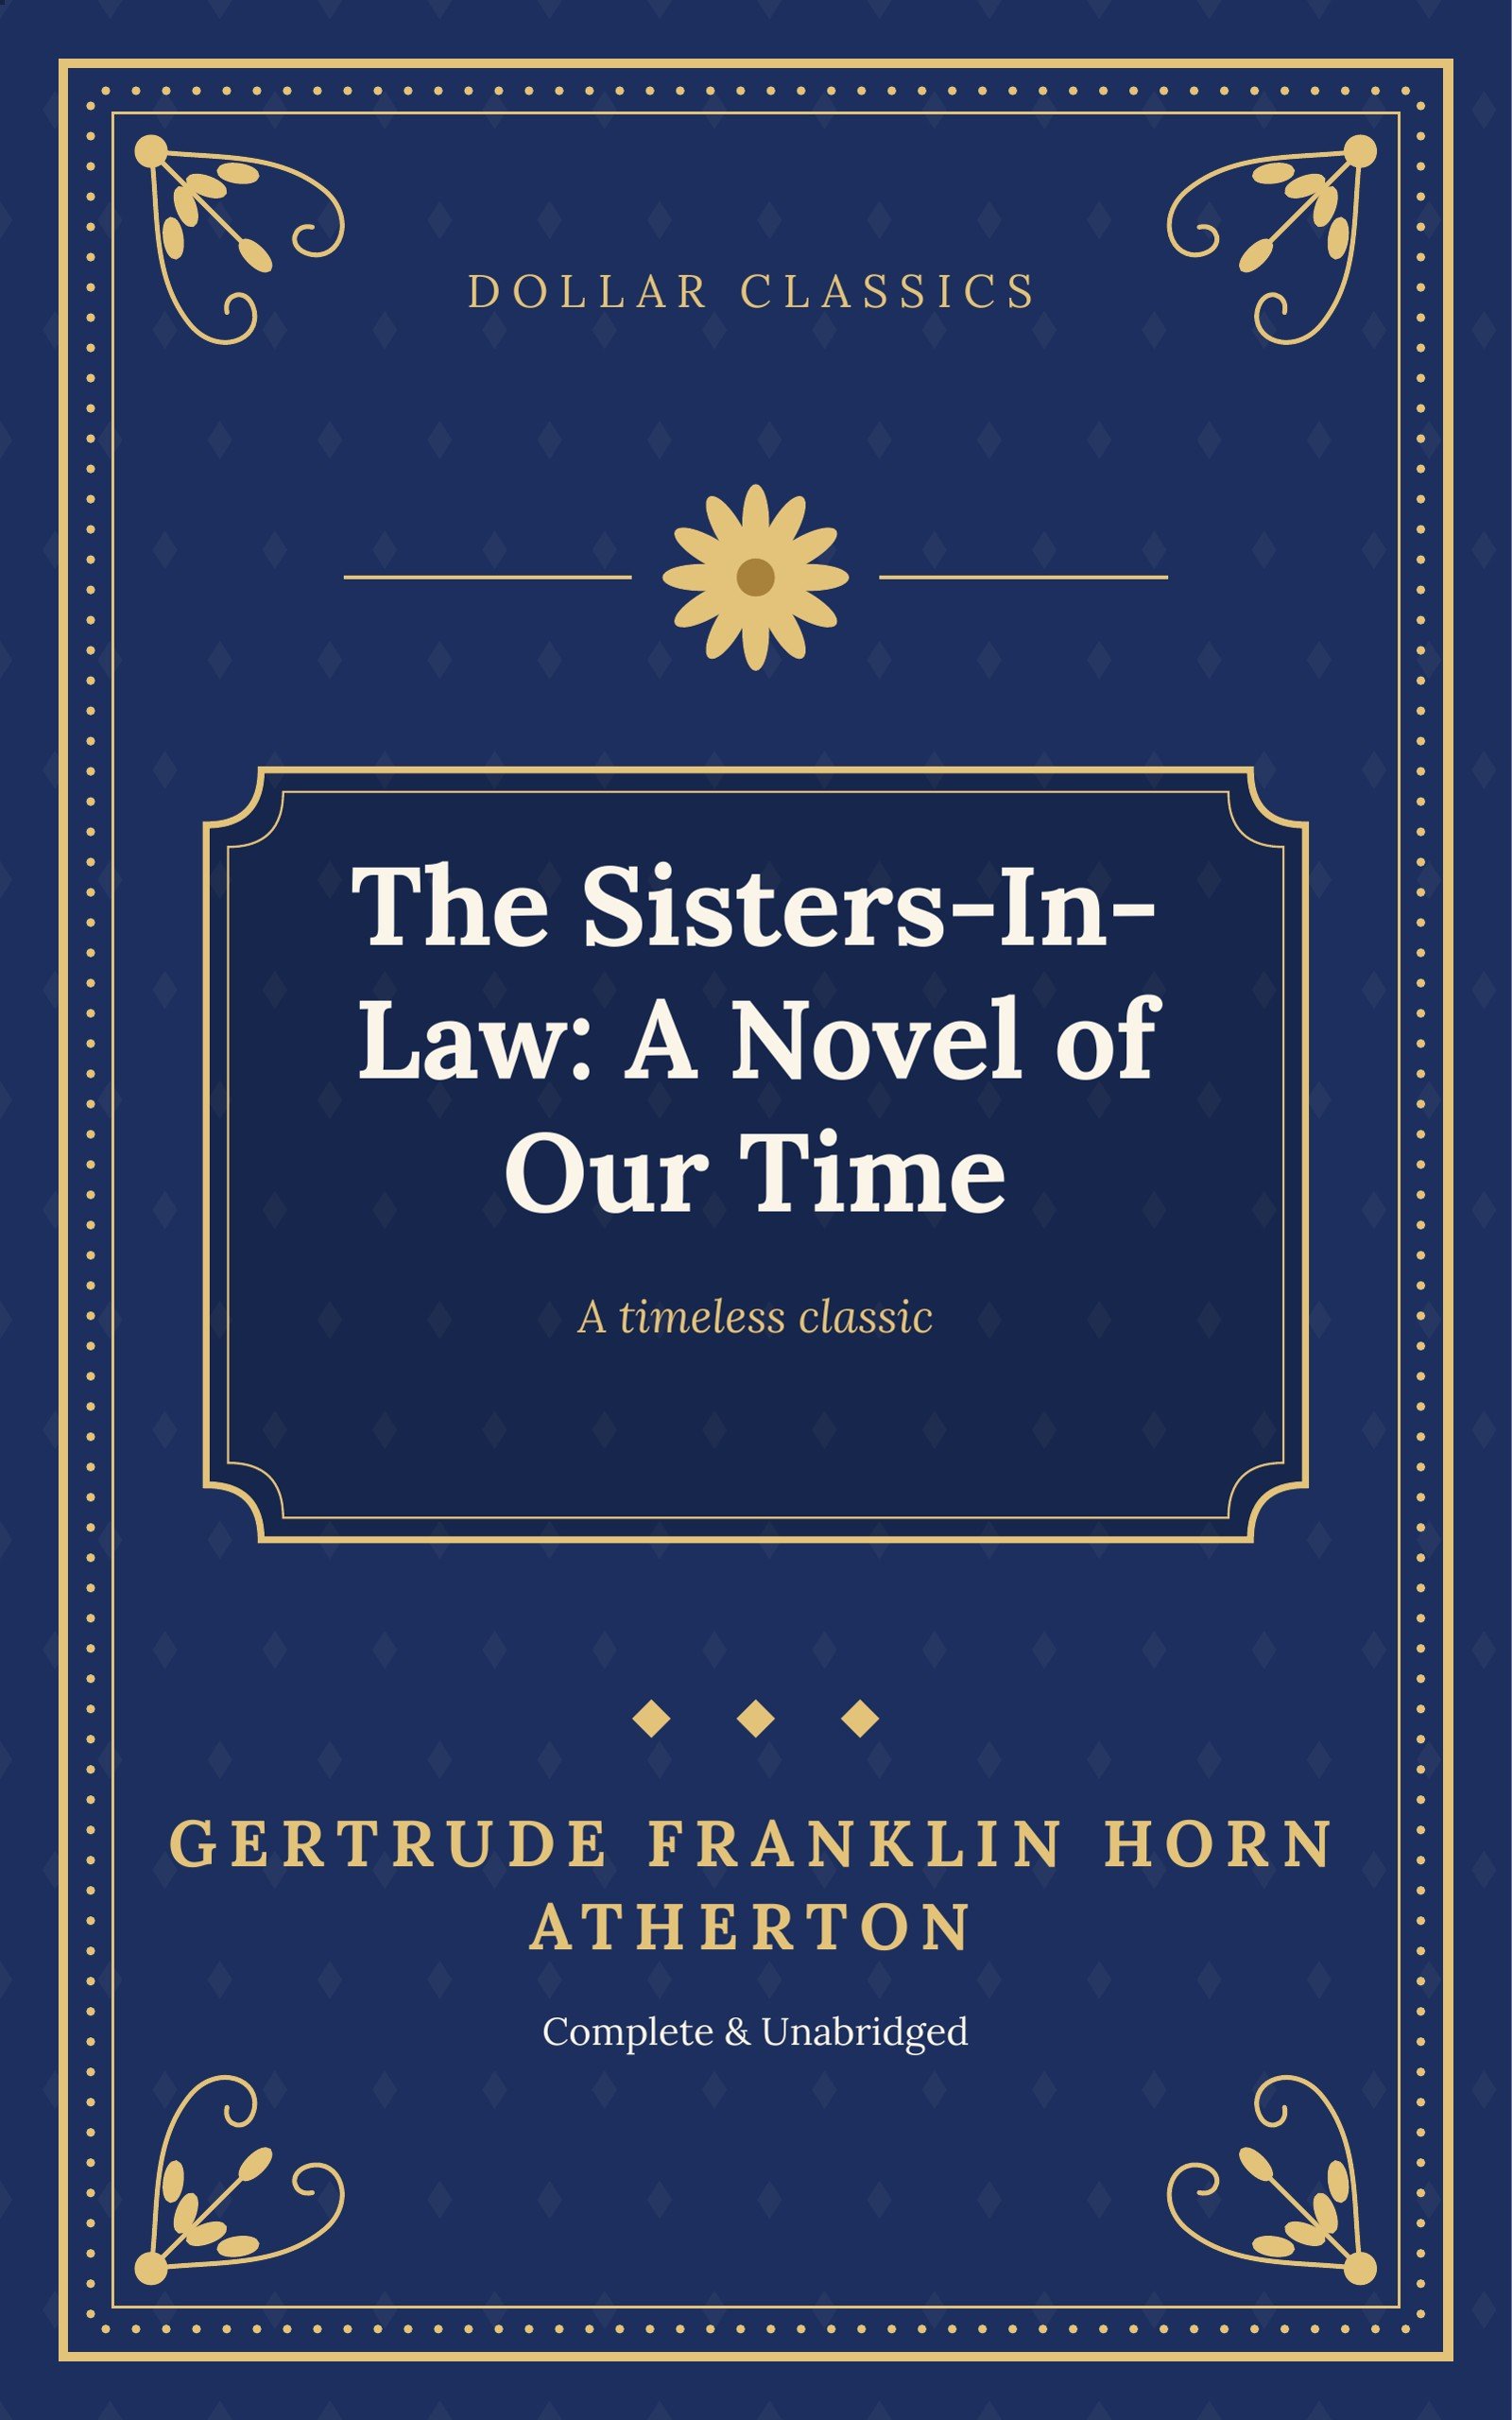 DOLLAR CLASSICS
The Sisters-In-
Law: A Novel of
Our Time
A timeless classic
GERTRUDE FRANKLIN HORN
ATHERTON
Complete & Unabridged